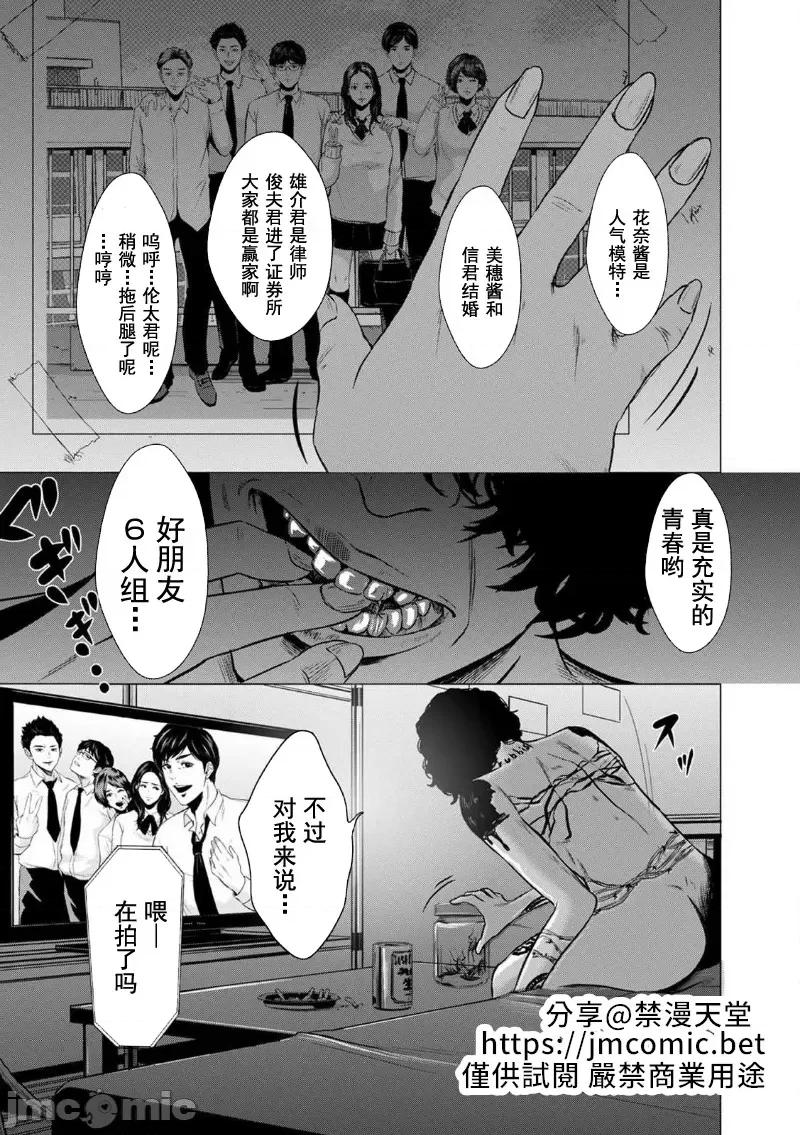 花奈酱是
人气模特…
美穗酱和
信君结婚
雄介君是律师
俊夫君进了证券所
大家都是赢家啊
呜呼…伦太君呢…
稍微…拖后腿了呢
…哼哼
真是充实的
青春哟
好朋友
6人组…
ぎぎぎ…
不过
对我来说…
喂—
在拍了吗
分享@禁漫天堂
https://jmcomic.bet
僅供試閱 嚴禁商業用途
jmcomic